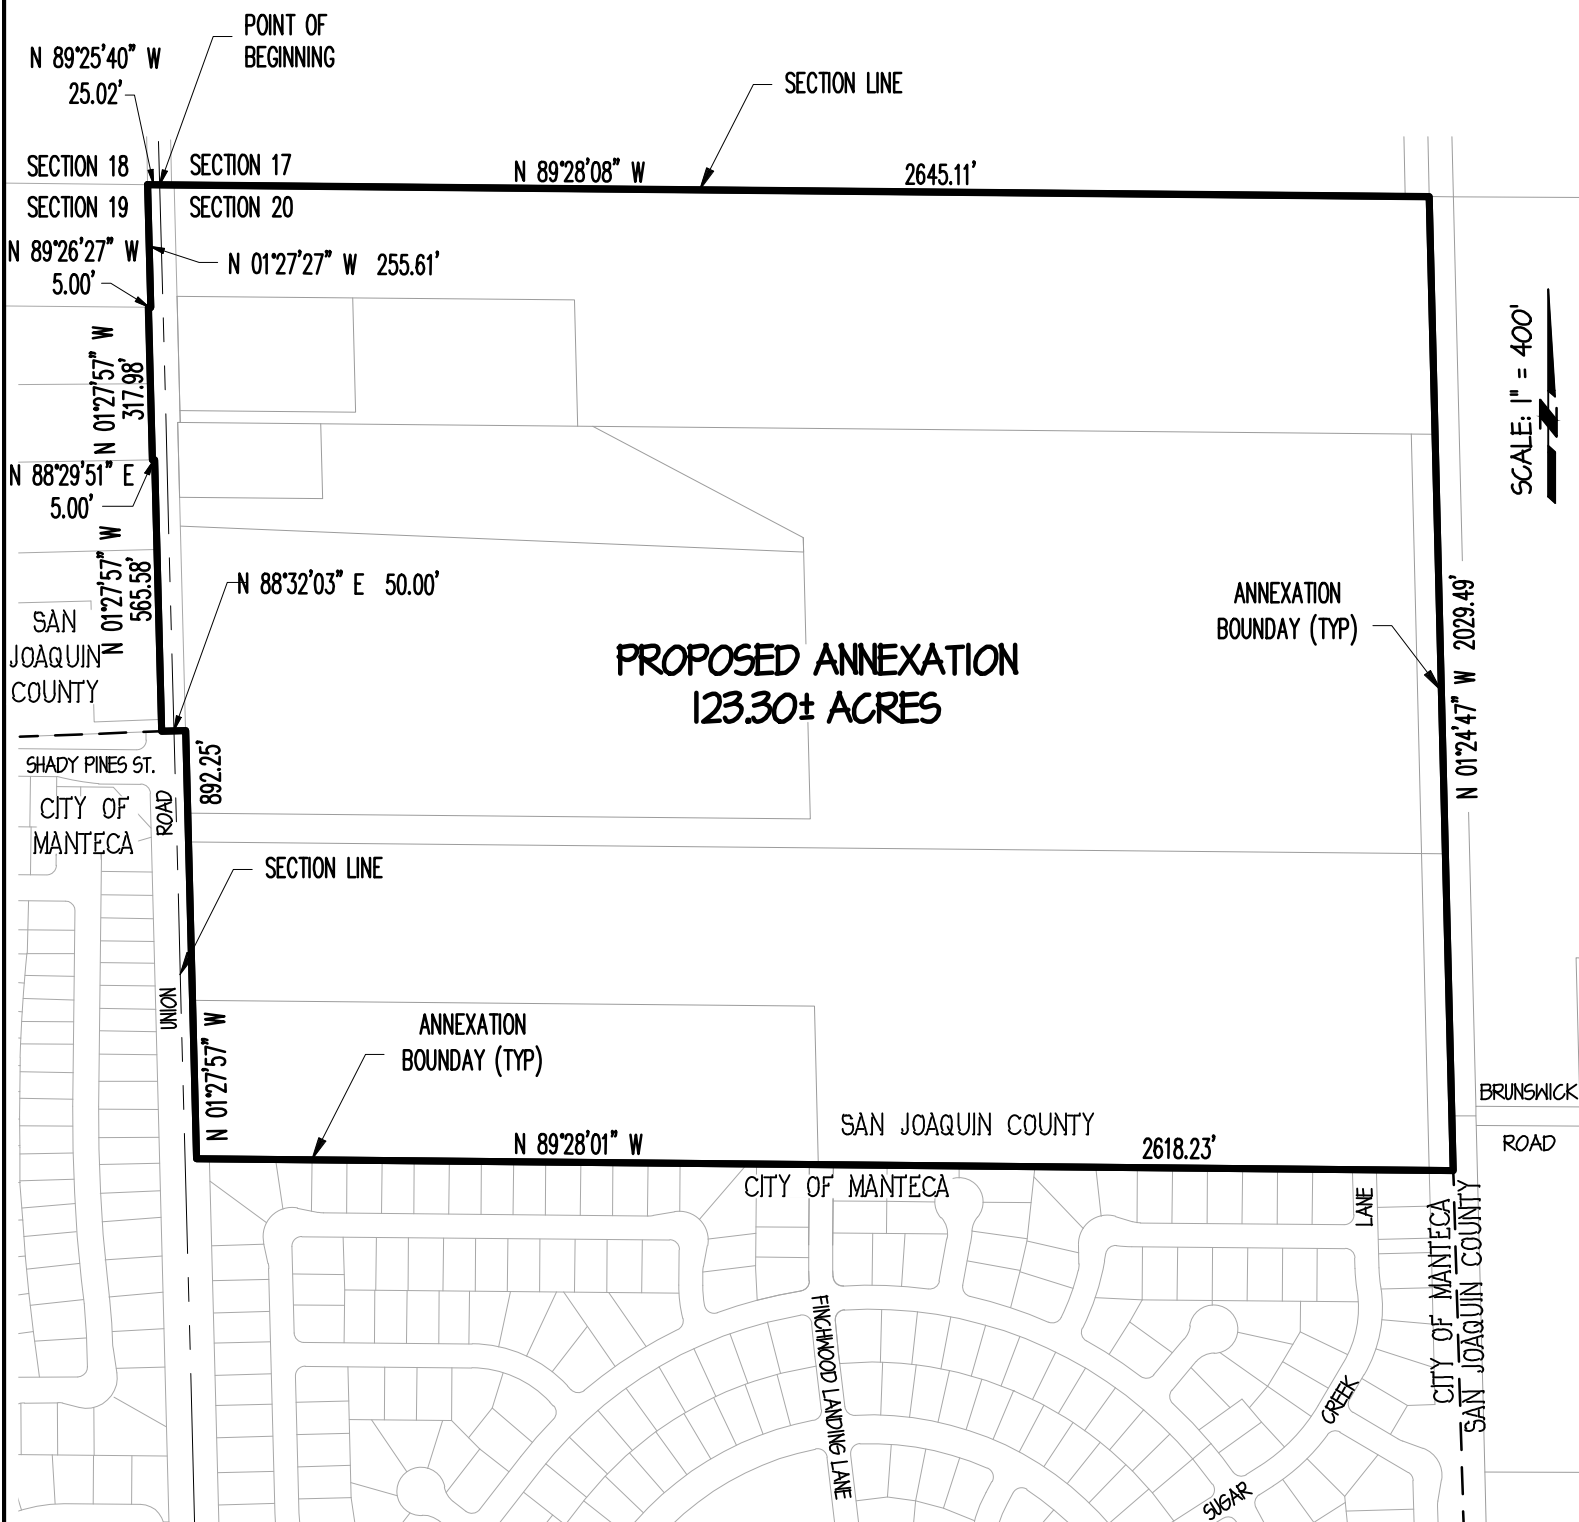 POINT OF
BEGINNING
N 89°25'40" W
25.02'
SECTION LINE
SECTION 18
SECTION 17
N 89°28'08" W
2645.11'
SECTION 19
SECTION 20
N 89°26'27" W
5.00'
N 01°27'27" W 255.61'
N 01°27'57" W
317.98'
SCALE: 1" = 400'
N
N 88°29'51" E
5.00'
N 01°27'57" W
565.58'
N 88°32'03" E 50.00'
SAN
JOAQUIN
COUNTY
PROPOSED ANNEXATION
123.30± ACRES
ANNEXATION
BOUNDAY (TYP)
N 01°24'47" W 2029.49'
SHADY PINES ST.
892.25'
CITY OF
MANTECA
ROAD
SECTION LINE
UNION
N 01°27'57" W
ANNEXATION
BOUNDAY (TYP)
N 89°28'01" W
SAN JOAQUIN COUNTY
2618.23'
BRUNSWICK
ROAD
CITY OF MANTECA
LANE
CITY OF MANTECA
SAN JOAQUIN COUNTY
FINCHWOOD LANDING LANE
CREEK
SUGAR